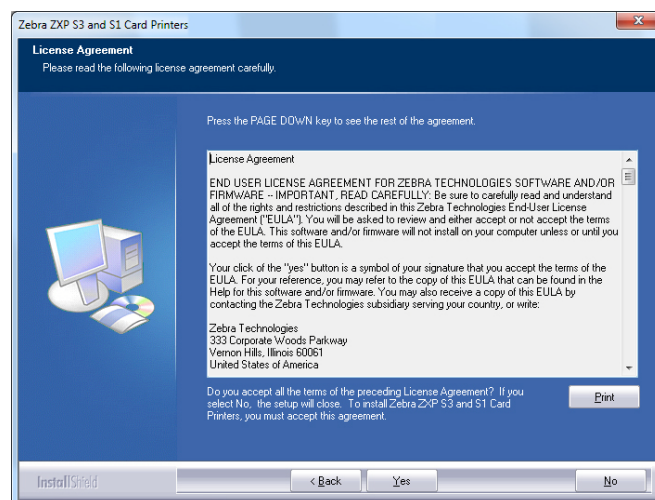 Zebra ZXP S3 and S1 Card Printers
License Agreement
Please read the following license agreement carefully.
Press the PAGE DOWN key to see the rest of the agreement.
License Agreement
END USER LICENSE AGREEMENT FOR ZEBRA TECHNOLOGIES SOFTWARE AND/OR
FIRMWARE -- IMPORTANT, READ CAREFULLY: Be sure to carefully read and understand
all of the rights and restrictions described in this Zebra Technologies End-User License
Agreement ("EULA"). You will be asked to review and either accept or not accept the terms
of the EULA. This software and/or firmware will not install on your computer unless or until you
accept the terms of this EULA.
Your click of the "yes" button is a symbol of your signature that you accept the terms of the
EULA. For your reference, you may refer to the copy of this EULA that can be found in the
Help for this software and/or firmware. You may also receive a copy of this EULA by
contacting the Zebra Technologies subsidiary serving your country, or write:
Zebra Technologies
333 Corporate Woods Parkway
Vernon Hills, Illinois 60061
United States of America
Do you accept all the terms of the preceding License Agreement? If you
select No, the setup will close. To install Zebra ZXP S3 and S1 Card
Printers, you must accept this agreement.
Print
InstallShield
< Back
Yes
No